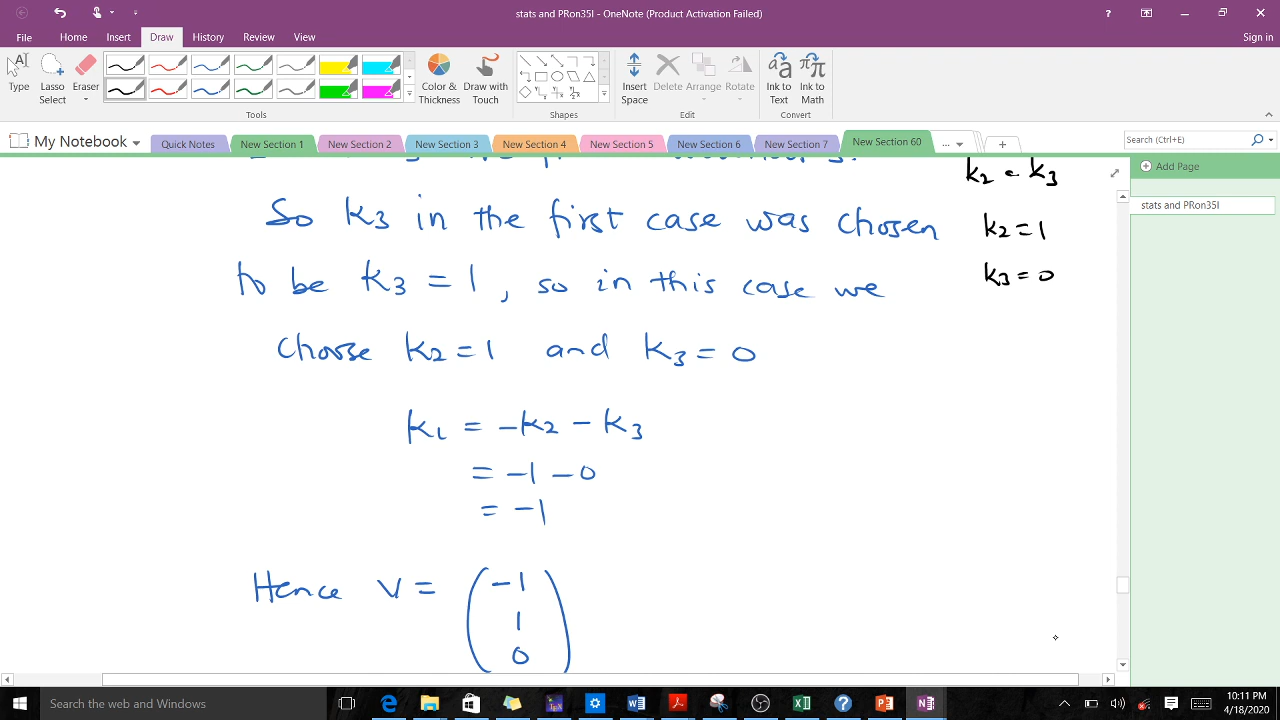 stats and PRon35l - OneNote (Product Activation Failed)
File Home Insert Draw History Review View
Sign in
Type
Lasso Select
Eraser
Color & Thickness
Draw with Touch
Insert Space
Delete
Arrange
Rotate
Ink to Text
Ink to Math
Tools
Shapes
Edit
Convert
My Notebook
Quick Notes
New Section 1
New Section 2
New Section 3
New Section 4
New Section 5
New Section 6
New Section 7
New Section 60
...
Search (Ctrl+E)
Add Page
stats and PRon35l
k2 = k3
So k3 in the first case was chosen
k2 = 1
to be k3 = 1, so in this case we
k3 = 0
choose k2 = 1 and k3 = 0
k1 = -k2 - k3
= -1 - 0
= -1
Hence v = ( -1
1
0 )
Search the web and Windows
10:11 PM
4/18/2020